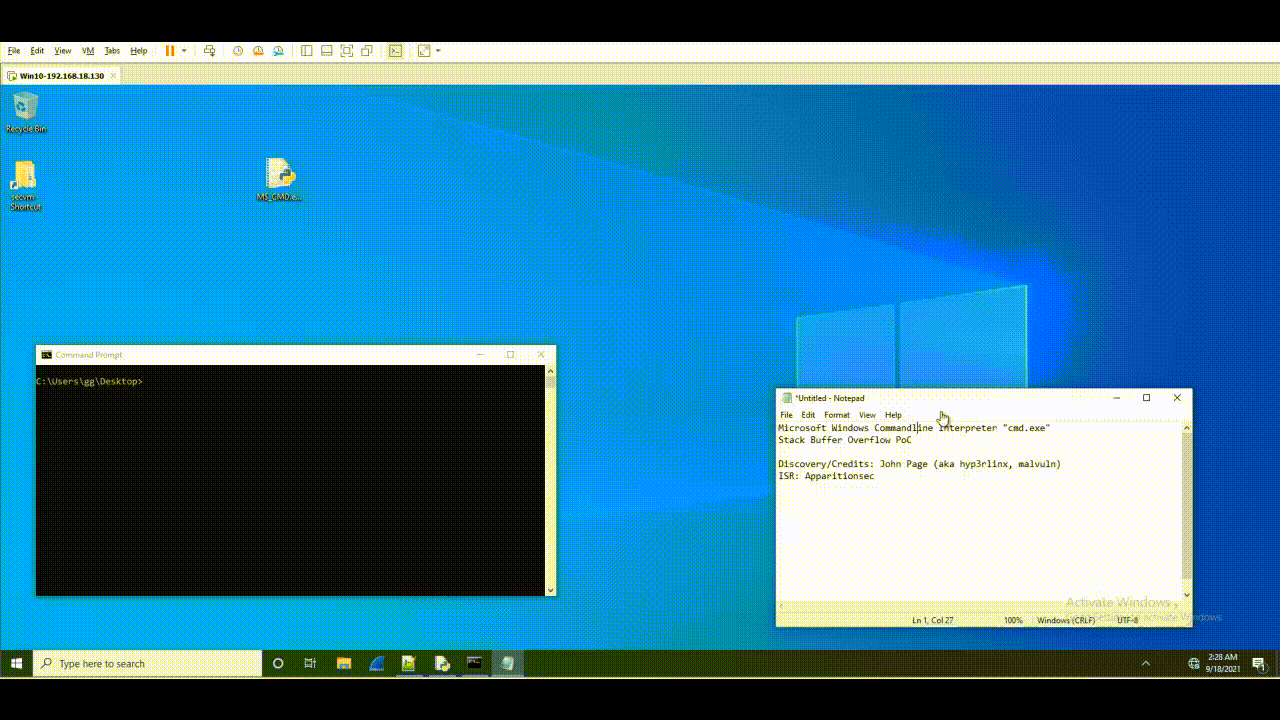 File Edit View VM Tabs Help
Win10-192.168.18.130
Recycle Bin
secvm - Shortcut
MS_CMD.e...
Command Prompt
C:\Users\gg\Desktop>
*Untitled - Notepad
File Edit Format View Help
Microsoft Windows Commandline Interpreter "cmd.exe"
Stack Buffer Overflow PoC
Discovery/Credits: John Page (aka hyp3rlinx, malvuln)
ISR: Apparitionsec
Activate Windows
Go to Settings to activate Windows.
Ln 1, Col 27 100% Windows (CRLF) UTF-8
Type here to search
2:28 AM
9/18/2021